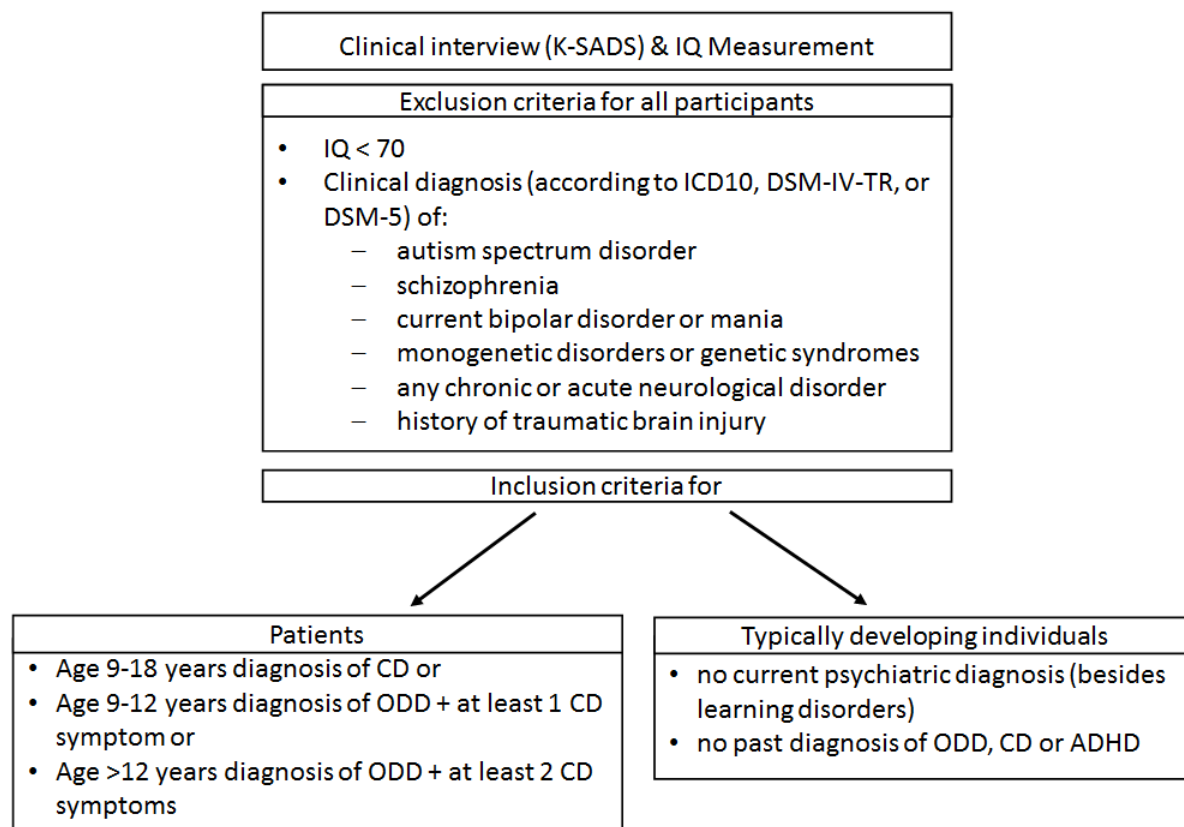 Clinical interview (K-SADS) & IQ Measurement
Exclusion criteria for all participants
• IQ < 70
• Clinical diagnosis (according to ICD10, DSM-IV-TR, or
DSM-5) of:
– autism spectrum disorder
– schizophrenia
– current bipolar disorder or mania
– monogenetic disorders or genetic syndromes
– any chronic or acute neurological disorder
– history of traumatic brain injury
Inclusion criteria for
Patients
• Age 9-18 years diagnosis of CD or
• Age 9-12 years diagnosis of ODD + at least 1 CD
symptom or
• Age >12 years diagnosis of ODD + at least 2 CD
symptoms
Typically developing individuals
• no current psychiatric diagnosis (besides
learning disorders)
• no past diagnosis of ODD, CD or ADHD